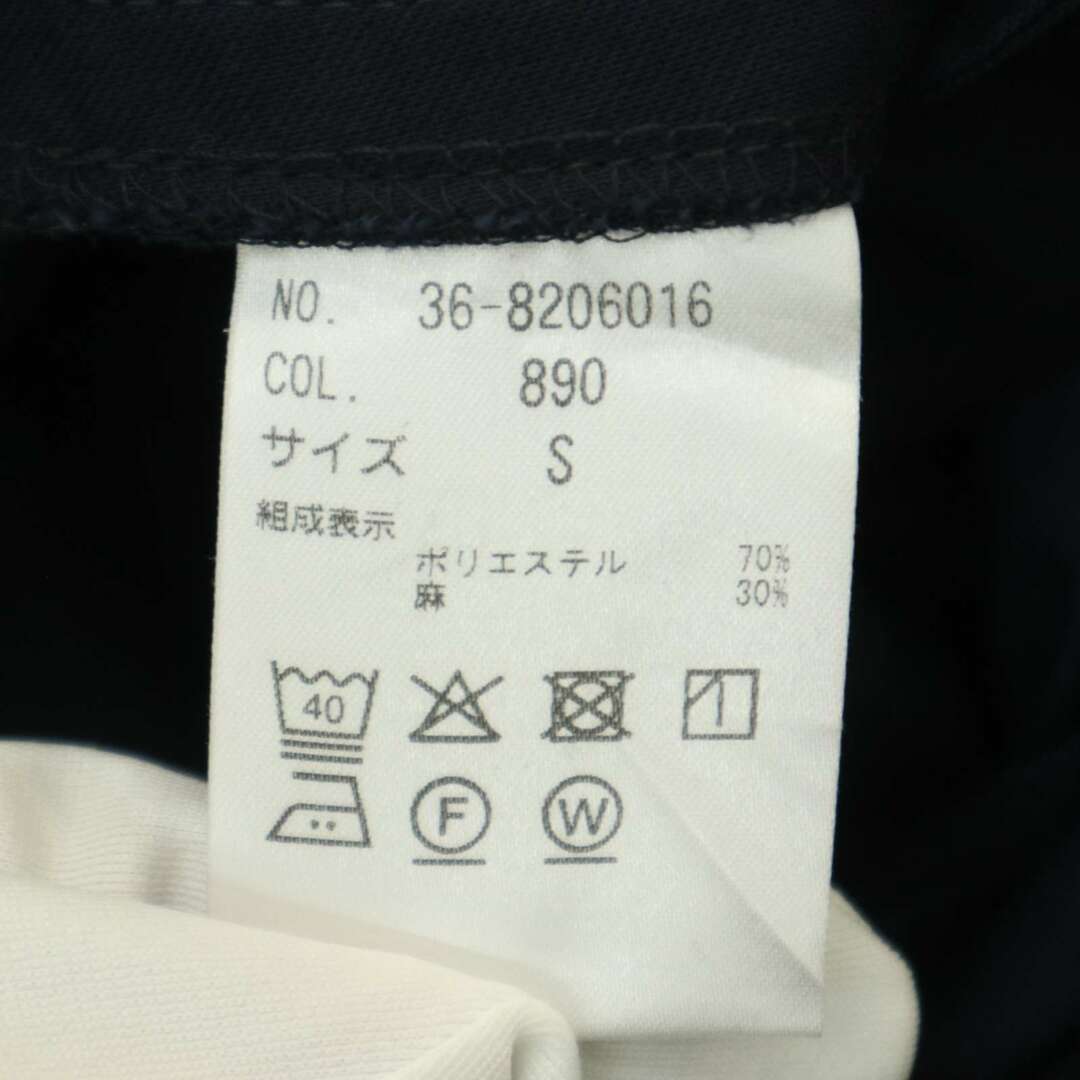 NO. 36-8206016
COL. 890
サイズ S
組成表示
ポリエステル 70%
麻 30%
40
F W